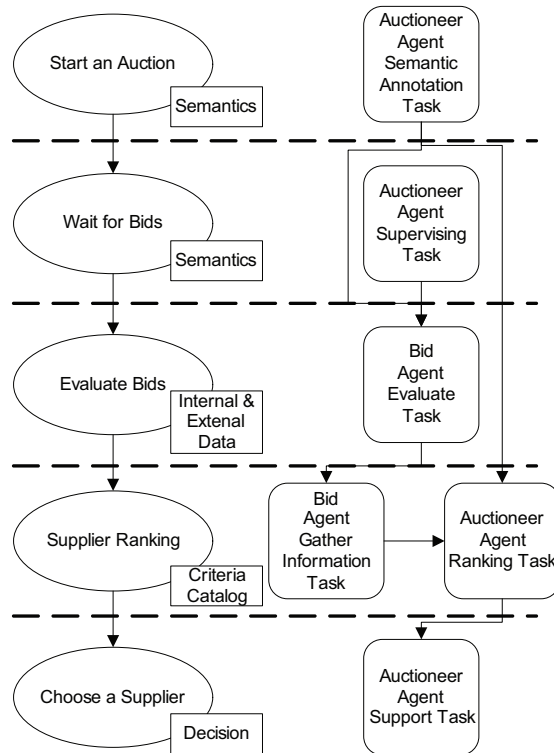 Start an Auction
Semantics
Auctioneer
Agent
Semantic
Annotation
Task
Wait for Bids
Semantics
Auctioneer
Agent
Supervising
Task
Evaluate Bids
Internal &
Extenal
Data
Bid
Agent
Evaluate
Task
Supplier Ranking
Criteria
Catalog
Bid
Agent
Gather
Information
Task
Auctioneer
Agent
Ranking Task
Choose a Supplier
Decision
Auctioneer
Agent
Support Task